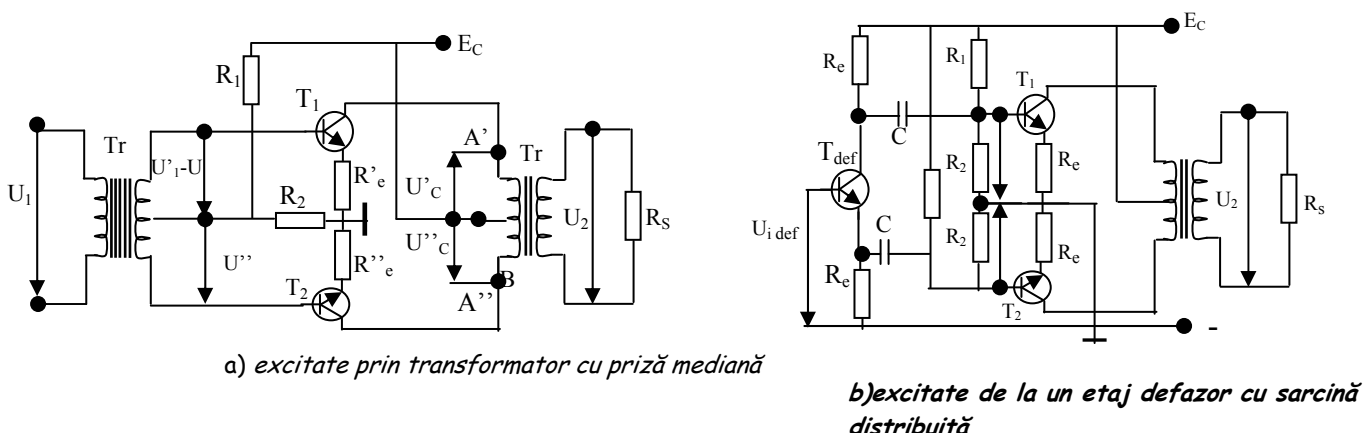 E_C
R_1
T_1
Tr
U'_1-U
U_1
R'_e
R_2
U''
R''_e
T_2
A'
Tr
U'_C
U''_C
B
A''
U_2
R_S
a) excitate prin transformator cu priză mediană
E_C
R_e
R_1
T_1
C
T_def
R_2
R_e
U_i def
C
R_2
R_e
R_e
T_2
U_2
R_S
-
b)excitate de la un etaj defazor cu sarcină
distribuită